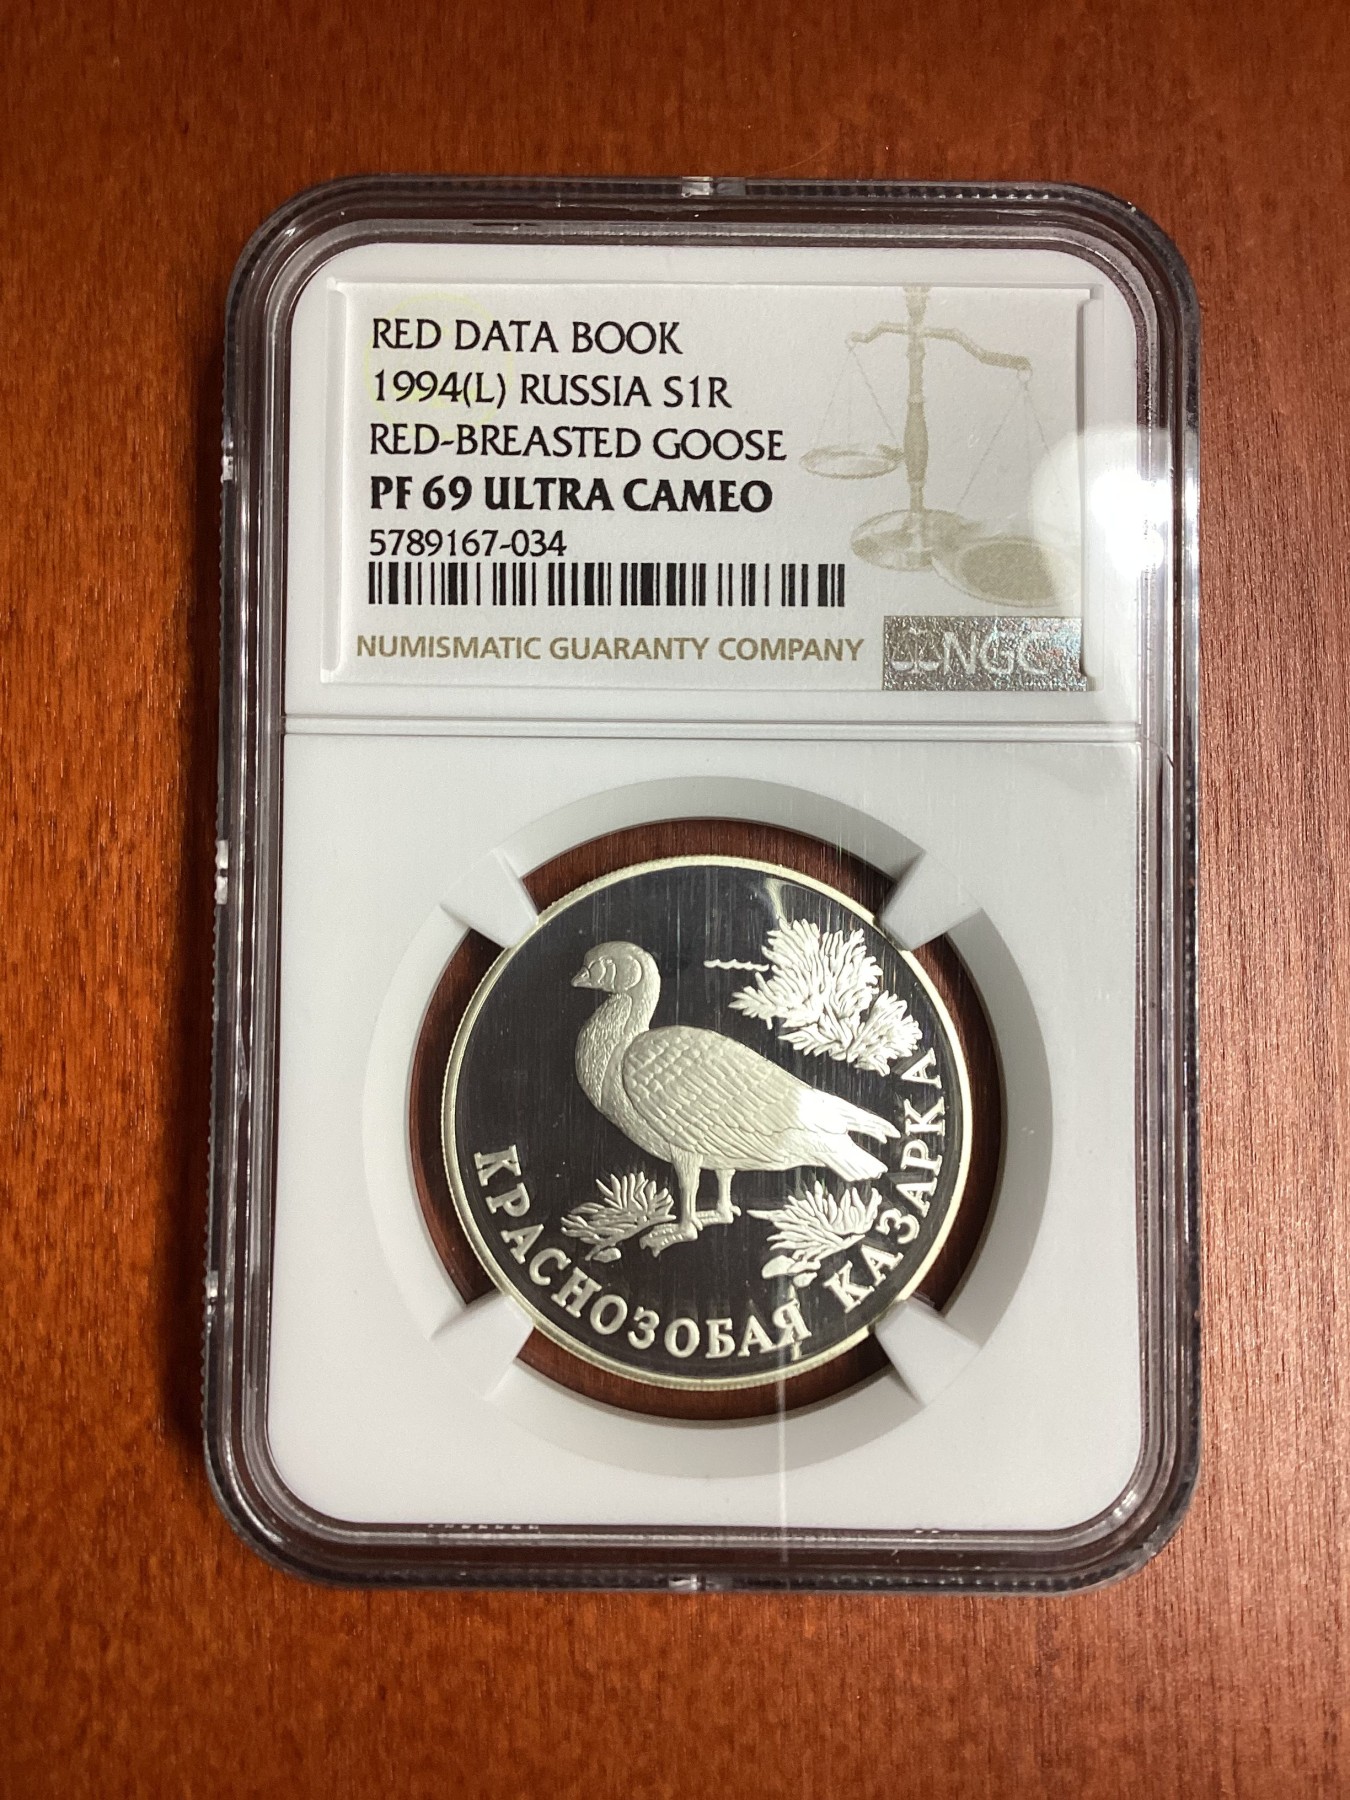 RED DATA BOOK
1994(L) RUSSIA S1R
RED-BREASTED GOOSE
PF 69 ULTRA CAMEO
5789167-034
NUMISMATIC GUARANTY COMPANY
NGC
КРАСНОЗОБАЯ КАЗАРКА